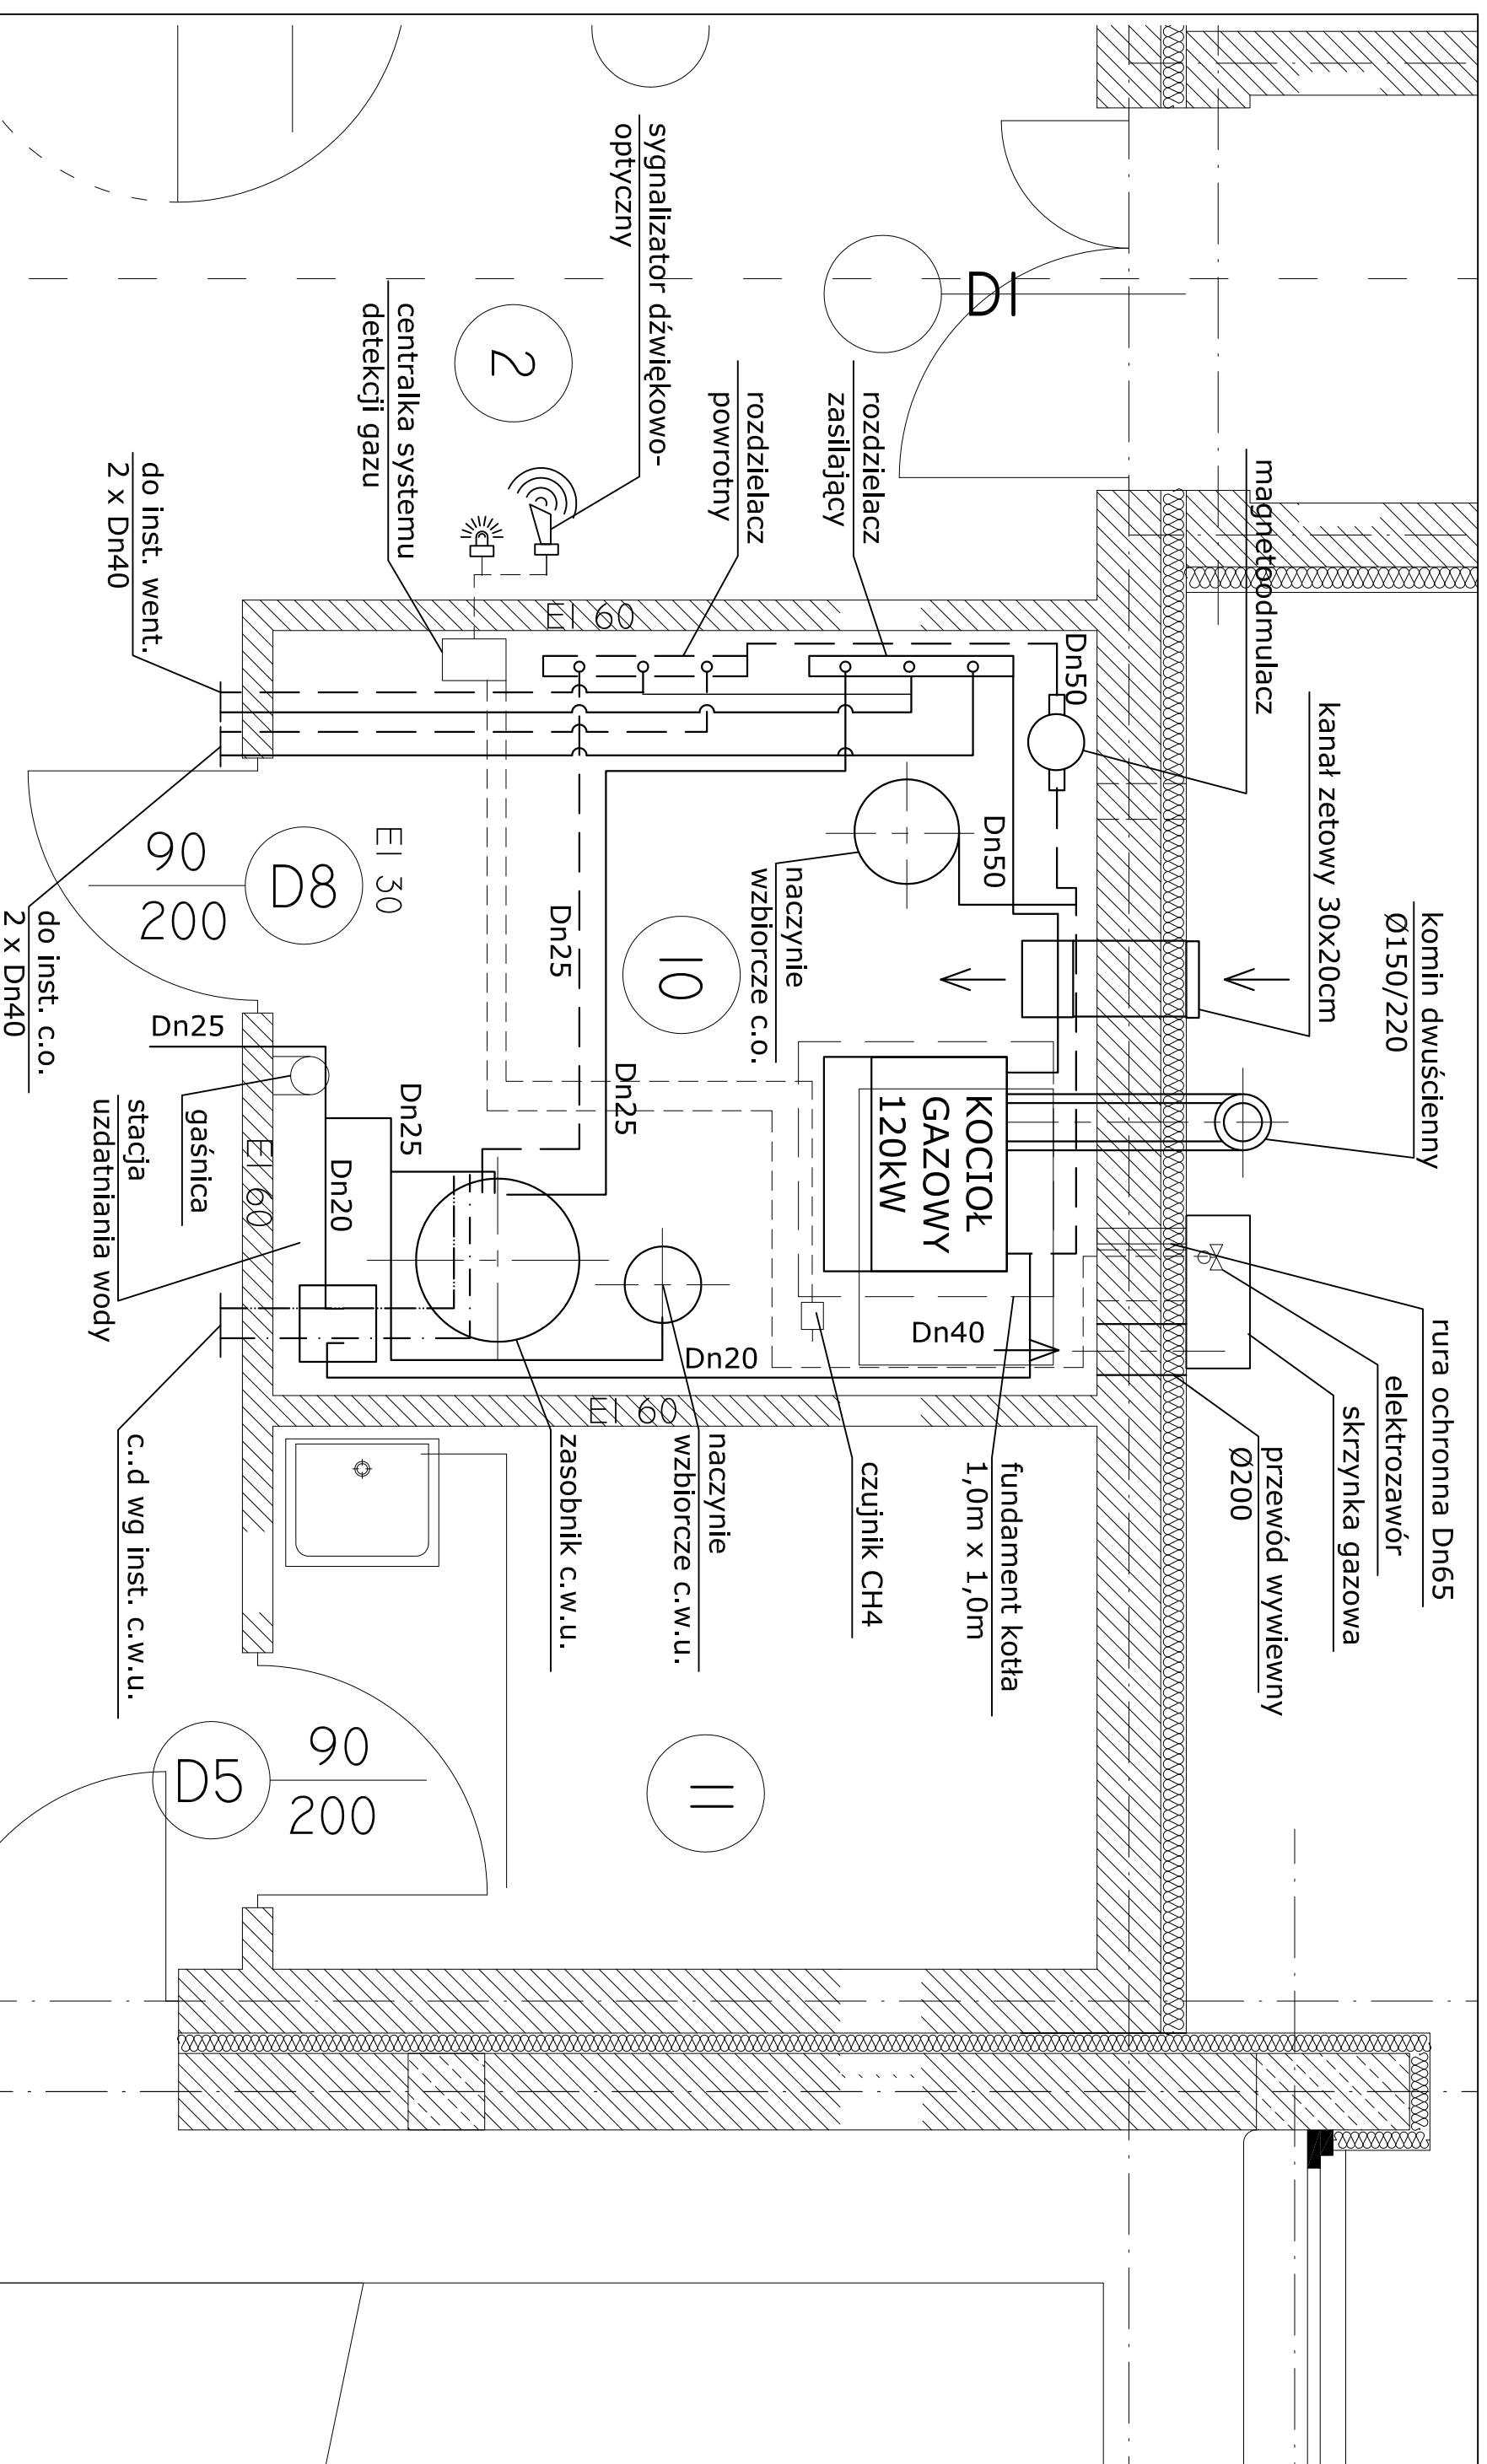 komin dwuścienny
Ø150/220
kanał zetowy 30x20cm
magnetoodmulacz
rura ochronna Dn65
elektrozawór
skrzynka gazowa
przewód wywiewny
Ø200
DI
Dn50
Dn50
rozdzielacz
zasilający
rozdzielacz
powrotny
sygnalizator dźwiękowo-
optyczny
2
centralka systemu
detekcji gazu
do inst. went.
2 x Dn40
EI 60
naczynie
wzbiorcze c.o.
10
KOCIOŁ
GAZOWY
120kW
Dn40
fundament kotła
1,0m x 1,0m
czujnik CH4
Dn20
naczynie
wzbiorcze c.w.u.
zasobnik c.w.u.
EI 60
Dn25
Dn25
Dn25
EI 30
D8
90
200
Dn25
Dn20
EI 60
gaśnica
stacja
uzdatniania wody
do inst. c.o.
2 x Dn40
c..d wg inst. c.w.u.
11
D5
90
200